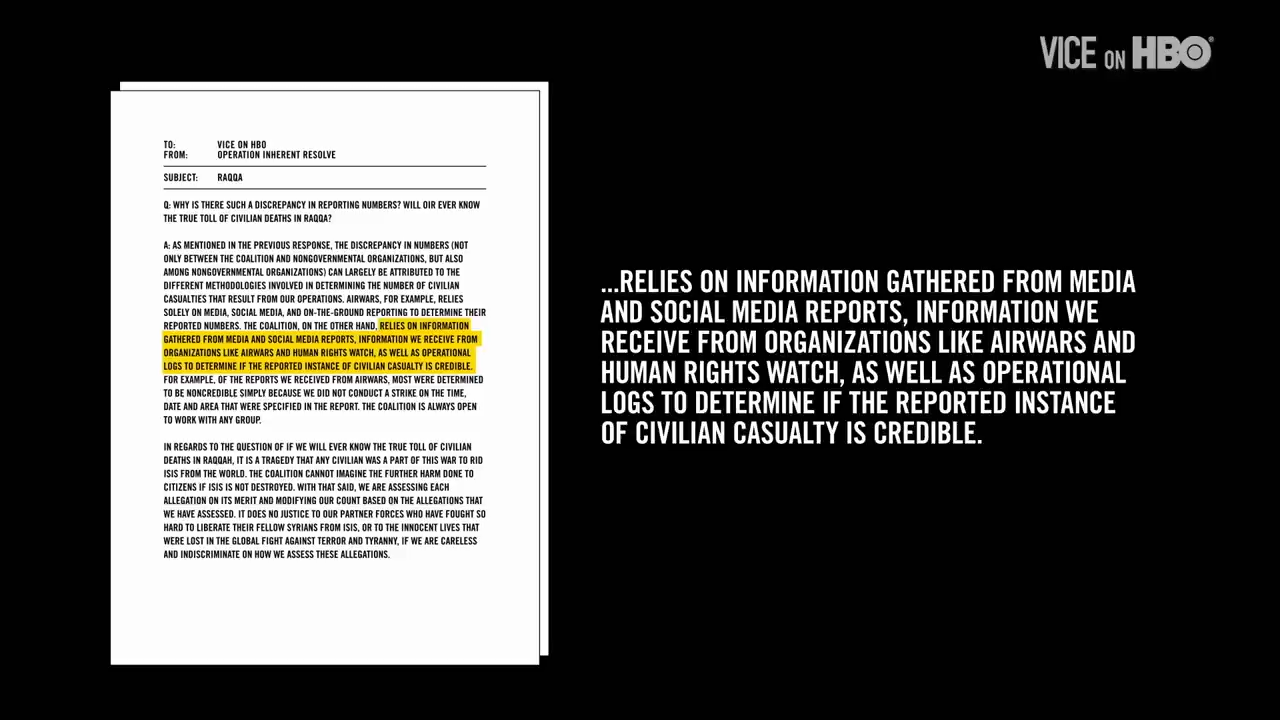 VICE ON HBO®
TO: VICE ON HBO
FROM: OPERATION INHERENT RESOLVE
SUBJECT: RAQQA
Q: WHY IS THERE SUCH A DISCREPANCY IN REPORTING NUMBERS? WILL OIR EVER KNOW
THE TRUE TOLL OF CIVILIAN DEATHS IN RAQQA?
A: AS MENTIONED IN THE PREVIOUS RESPONSE, THE DISCREPANCY IN NUMBERS (NOT
ONLY BETWEEN THE COALITION AND NONGOVERNMENTAL ORGANIZATIONS, BUT ALSO
AMONG NONGOVERNMENTAL ORGANIZATIONS) CAN LARGELY BE ATTRIBUTED TO THE
DIFFERENT METHODOLOGIES INVOLVED IN DETERMINING THE NUMBER OF CIVILIAN
CASUALTIES THAT RESULT FROM OUR OPERATIONS. AIRWARS, FOR EXAMPLE, RELIES
SOLELY ON MEDIA, SOCIAL MEDIA, AND ON-THE-GROUND REPORTING TO DETERMINE THEIR
REPORTED NUMBERS. THE COALITION, ON THE OTHER HAND, RELIES ON INFORMATION
GATHERED FROM MEDIA AND SOCIAL MEDIA REPORTS, INFORMATION WE RECEIVE FROM
ORGANIZATIONS LIKE AIRWARS AND HUMAN RIGHTS WATCH, AS WELL AS OPERATIONAL
LOGS TO DETERMINE IF THE REPORTED INSTANCE OF CIVILIAN CASUALTY IS CREDIBLE.
FOR EXAMPLE, OF THE REPORTS WE RECEIVED FROM AIRWARS, MOST WERE DETERMINED
TO BE NONCREDIBLE SIMPLY BECAUSE WE DID NOT CONDUCT A STRIKE ON THE TIME,
DATE AND AREA THAT WERE SPECIFIED IN THE REPORT. THE COALITION IS ALWAYS OPEN
TO WORK WITH ANY GROUP.
IN REGARDS TO THE QUESTION OF IF WE WILL EVER KNOW THE TRUE TOLL OF CIVILIAN
DEATHS IN RAQQAH, IT IS A TRAGEDY THAT ANY CIVILIAN WAS A PART OF THIS WAR TO RID
ISIS FROM THE WORLD. THE COALITION CANNOT IMAGINE THE FURTHER HARM DONE TO
CITIZENS IF ISIS IS NOT DESTROYED. WITH THAT SAID, WE ARE ASSESSING EACH
ALLEGATION ON ITS MERIT AND MODIFYING OUR COUNT BASED ON THE ALLEGATIONS THAT
WE HAVE ASSESSED. IT DOES NO JUSTICE TO OUR PARTNER FORCES WHO HAVE FOUGHT SO
HARD TO LIBERATE THEIR FELLOW SYRIANS FROM ISIS, OR TO THE INNOCENT LIVES THAT
WERE LOST IN THE GLOBAL FIGHT AGAINST TERROR AND TYRANNY, IF WE ARE CARELESS
AND INDISCRIMINATE ON HOW WE ASSESS THESE ALLEGATIONS.
...RELIES ON INFORMATION GATHERED FROM MEDIA
AND SOCIAL MEDIA REPORTS, INFORMATION WE
RECEIVE FROM ORGANIZATIONS LIKE AIRWARS AND
HUMAN RIGHTS WATCH, AS WELL AS OPERATIONAL
LOGS TO DETERMINE IF THE REPORTED INSTANCE
OF CIVILIAN CASUALTY IS CREDIBLE.